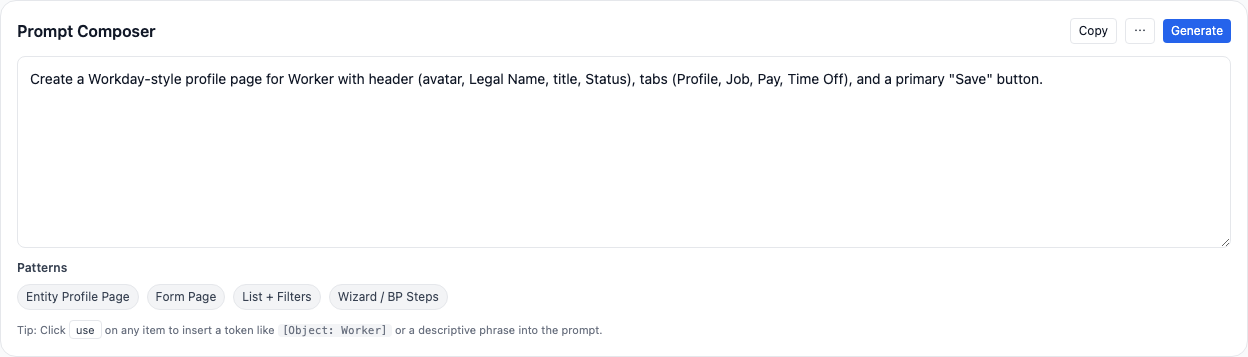 Prompt Composer
Copy
···
Generate
Create a Workday-style profile page for Worker with header (avatar, Legal Name, title, Status), tabs (Profile, Job, Pay, Time Off), and a primary "Save" button.
Patterns
Entity Profile Page
Form Page
List + Filters
Wizard / BP Steps
Tip: Click use on any item to insert a token like [Object: Worker] or a descriptive phrase into the prompt.